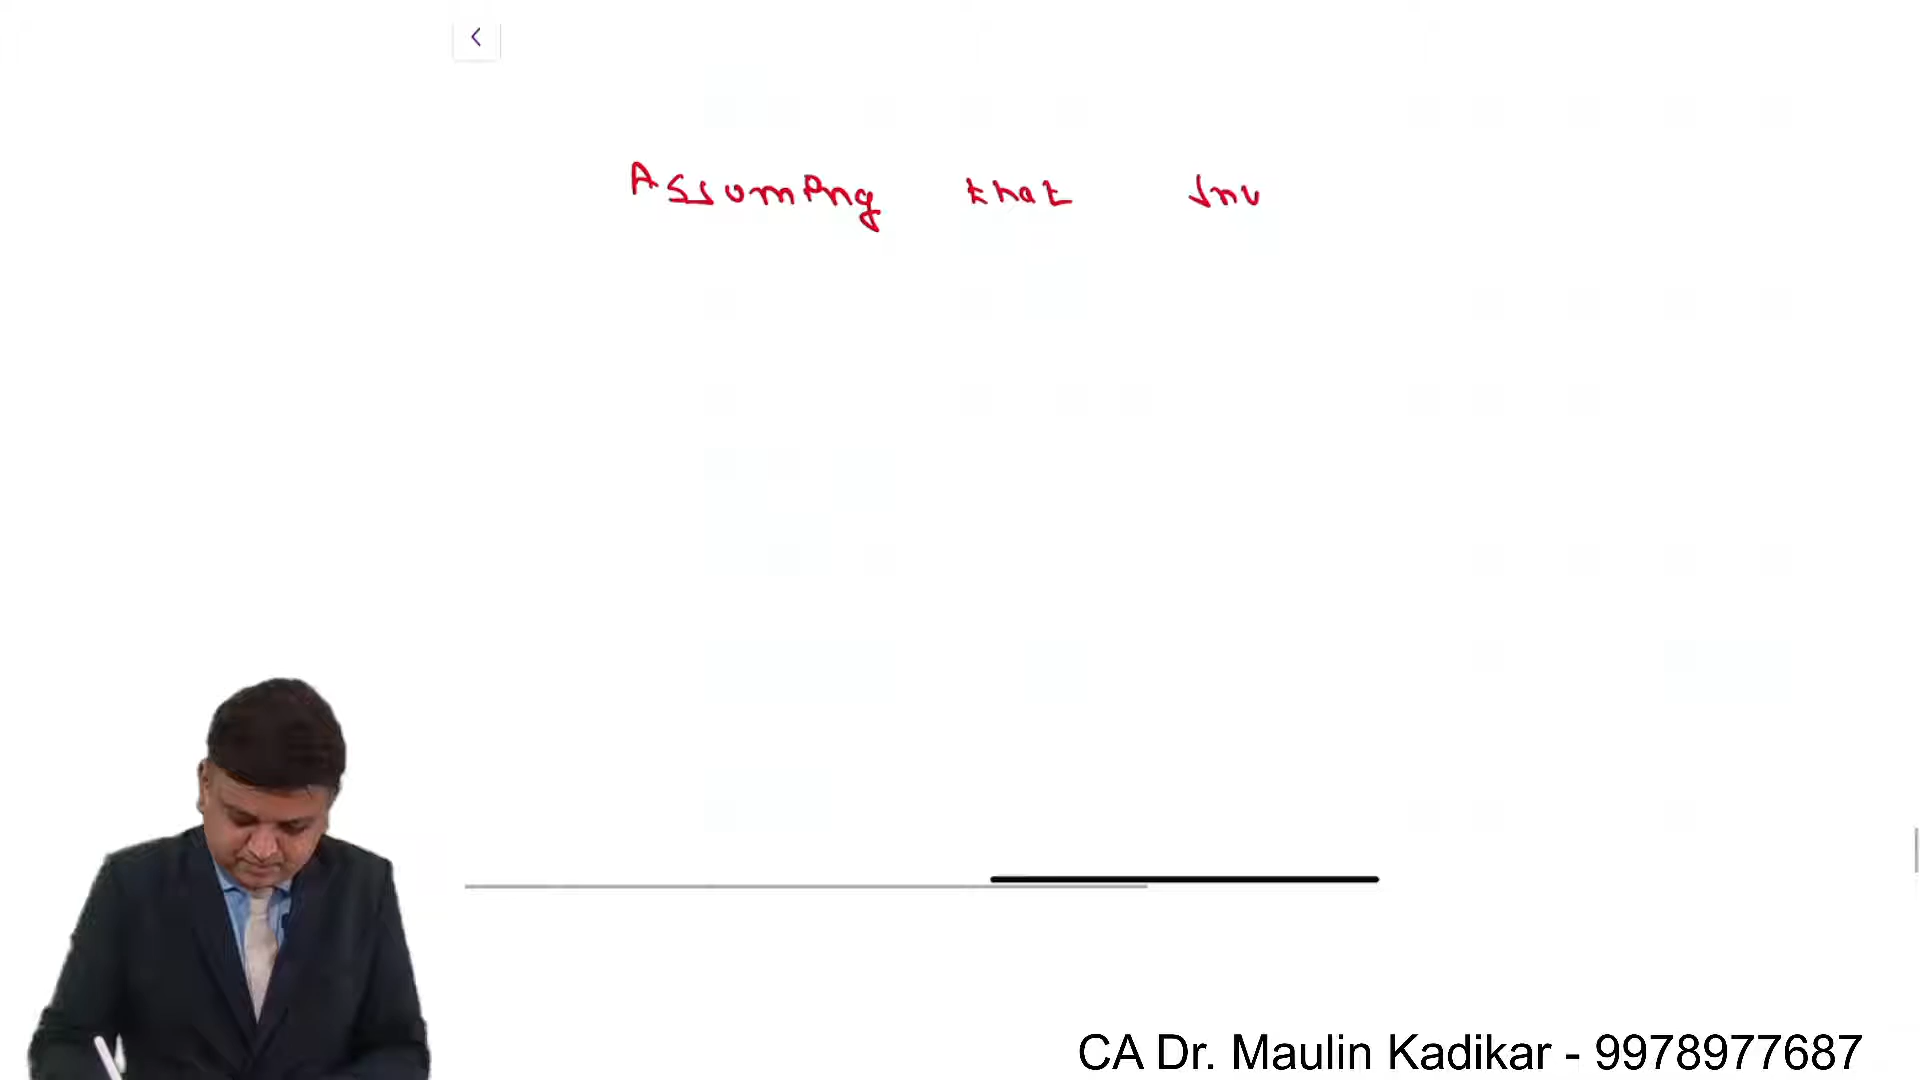 Assuming that Inv
CA Dr. Maulin Kadikar - 9978977687